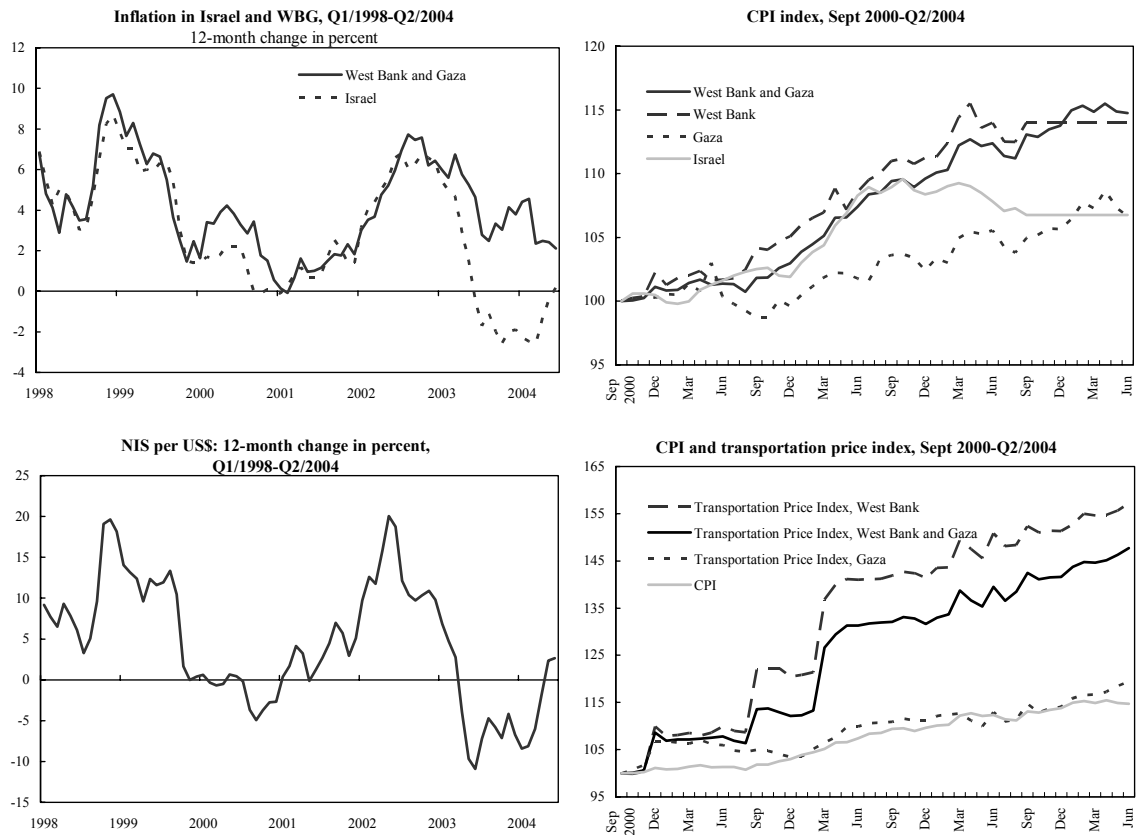 Inflation in Israel and WBG, Q1/1998-Q2/2004
12-month change in percent
12
10
8
6
4
2
0
-2
-4
West Bank and Gaza
Israel
1998
1999
2000
2001
2002
2003
2004
CPI index, Sept 2000-Q2/2004
120
115
110
105
100
95
West Bank and Gaza
West Bank
Gaza
Israel
Sep
2000
Dec
Mar
Jun
Sep
Dec
Mar
Jun
Sep
Dec
Mar
Jun
Sep
Dec
Mar
Jun
NIS per US$: 12-month change in percent,
Q1/1998-Q2/2004
25
20
15
10
5
0
-5
-10
-15
1998
1999
2000
2001
2002
2003
2004
CPI and transportation price index, Sept 2000-Q2/2004
165
155
145
135
125
115
105
95
Transportation Price Index, West Bank
Transportation Price Index, West Bank and Gaza
Transportation Price Index, Gaza
CPI
Sep
2000
Dec
Mar
Jun
Sep
Dec
Mar
Jun
Sep
Dec
Mar
Jun
Sep
Dec
Mar
Jun